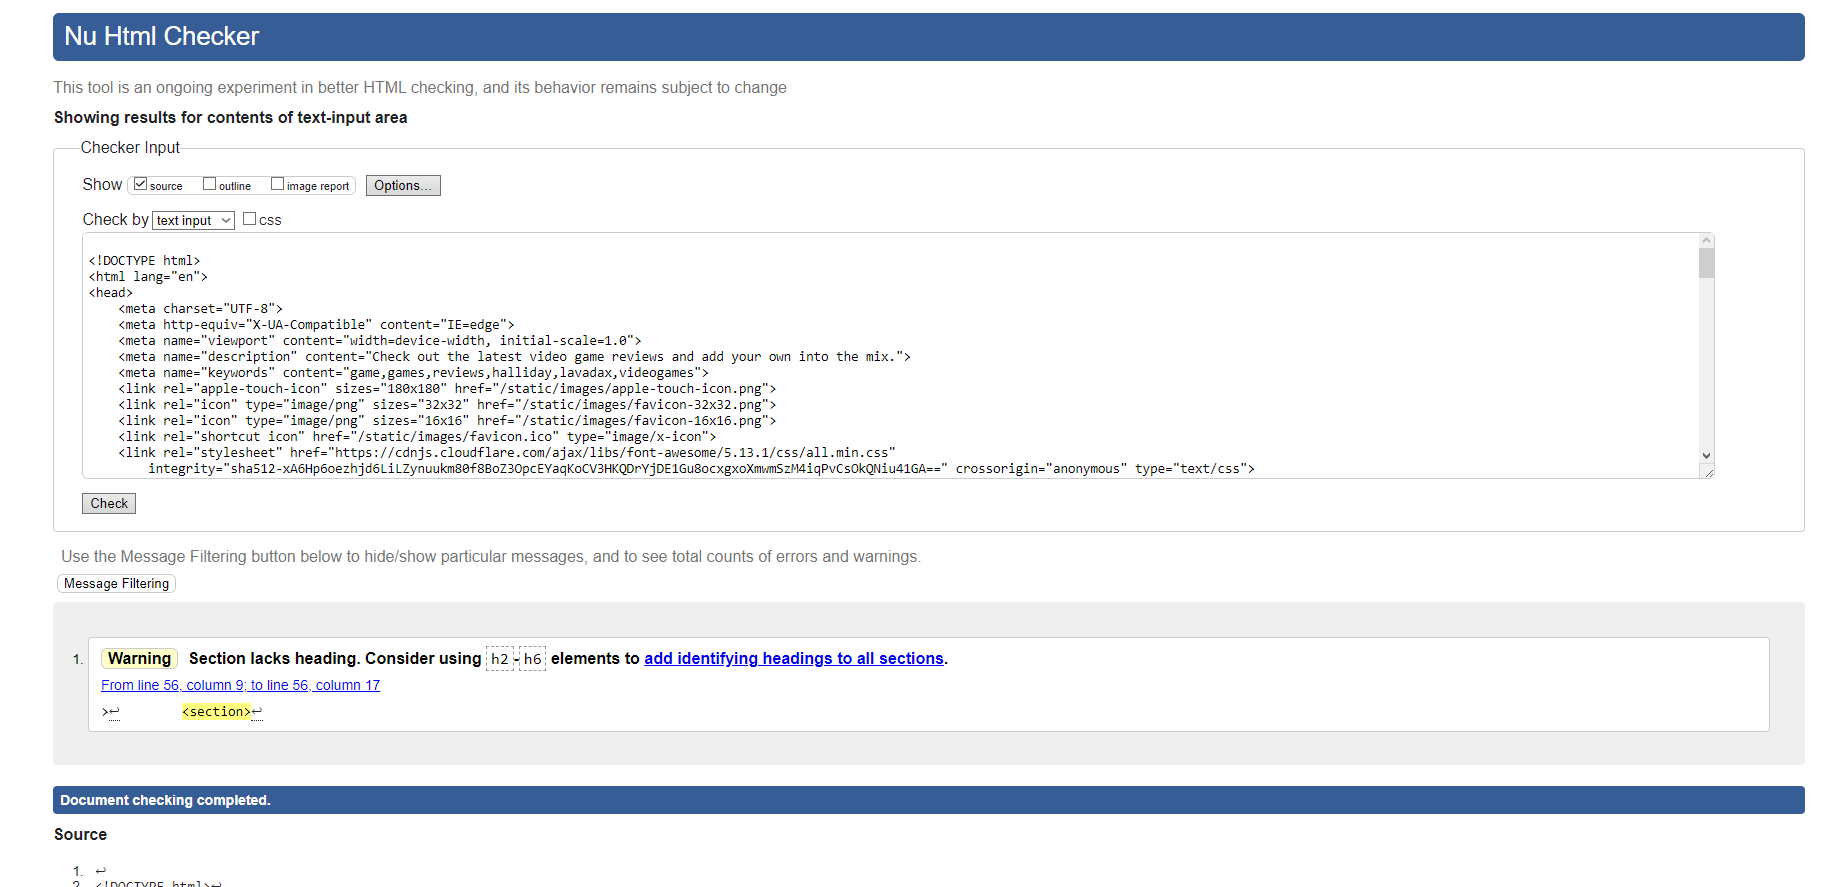 Nu Html Checker
This tool is an ongoing experiment in better HTML checking, and its behavior remains subject to change
Showing results for contents of text-input area
Checker Input
Show source outline image report Options...
Check by text input css
<!DOCTYPE html>
<html lang="en">
<head>
<meta charset="UTF-8">
<meta http-equiv="X-UA-Compatible" content="IE=edge">
<meta name="viewport" content="width=device-width, initial-scale=1.0">
<meta name="description" content="Check out the latest video game reviews and add your own into the mix.">
<meta name="keywords" content="game,games,reviews,halliday,lavadax,videogames">
<link rel="apple-touch-icon" sizes="180x180" href="/static/images/apple-touch-icon.png">
<link rel="icon" type="image/png" sizes="32x32" href="/static/images/favicon-32x32.png">
<link rel="icon" type="image/png" sizes="16x16" href="/static/images/favicon-16x16.png">
<link rel="shortcut icon" href="/static/images/favicon.ico" type="image/x-icon">
<link rel="stylesheet" href="https://cdnjs.cloudflare.com/ajax/libs/font-awesome/5.13.1/css/all.min.css"
integrity="sha512-xA6Hp6oezhjd6LiLZynuukm80f8BoZ3OpcEYaqKoCV3HKQDrYjDE1Gu8ocxgxoXmwmSzM4iqPvCsOkQNiu41GA==" crossorigin="anonymous" type="text/css">
Check
Use the Message Filtering button below to hide/show particular messages, and to see total counts of errors and warnings.
Message Filtering
1. Warning Section lacks heading. Consider using h2-h6 elements to add identifying headings to all sections.
From line 56, column 9; to line 56, column 17
>↩ <section>↩
Document checking completed.
Source
1. ↩
2. <!DOCTYPE html>↩